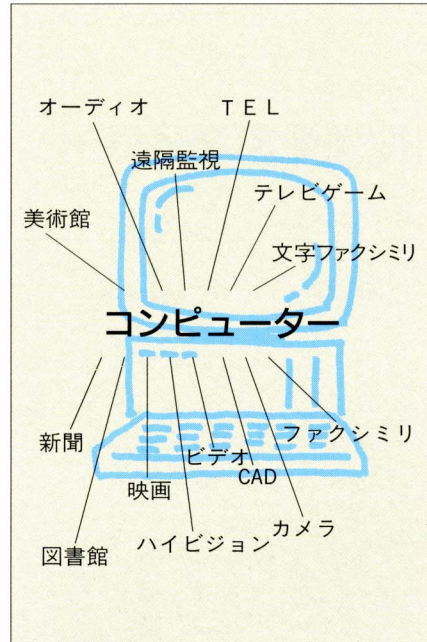 オーディオ
TEL
遠隔監視
テレビゲーム
美術館
文字ファクシミリ
コンピューター
新聞
ファクシミリ
ビデオ
CAD
映画
カメラ
ハイビジョン
図書館